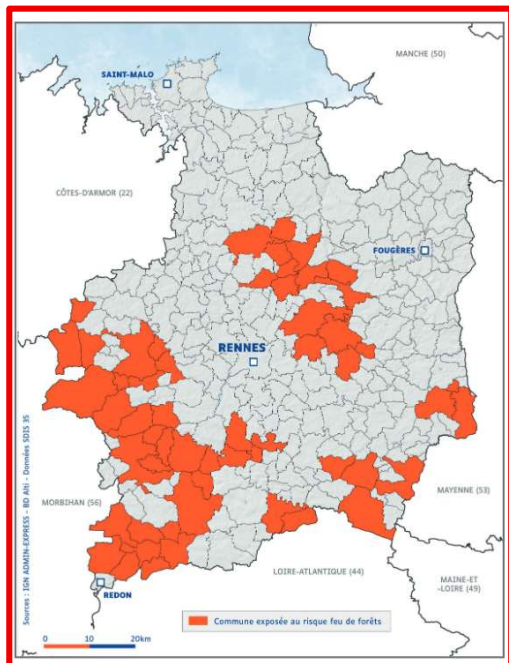 MANCHE (50)
SAINT-MALO
CÔTES-D'ARMOR (22)
FOUGÈRES
RENNES
MORBIHAN (56)
MAYENNE (53)
LOIRE-ATLANTIQUE (44)
MAINE-ET
-LOIRE (49)
REDON
Commune exposée au risque feu de forêts
0 10 20km
Sources : IGN ADMIN-EXPRESS - BD Alti - Données SDIS 35